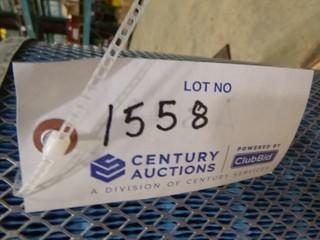 LOT NO
1558
CENTURY AUCTIONS
POWERED BY ClubBid
A DIVISION OF CENTURY SERVICES